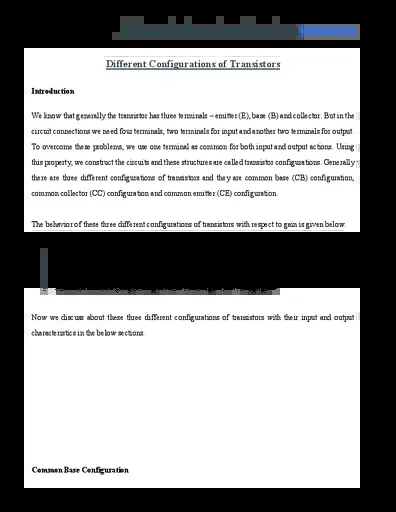 Different Configurations of Transistors
Introduction
We know that generally the transistor has three terminals – emitter (E), base (B) and collector. But in the
circuit connections we need four terminals, two terminals for input and another two terminals for output.
To overcome these problems, we use one terminal as common for both input and output actions. Using
this property, we construct the circuits and these structures are called transistor configurations. Generally
there are three different configurations of transistors and they are common base (CB) configuration,
common collector (CC) configuration and common emitter (CE) configuration.
The behavior of these three different configurations of transistors with respect to gain is given below.
Now we discuss about these three different configurations of transistors with their input and output
characteristics in the below sections.
Common Base Configuration